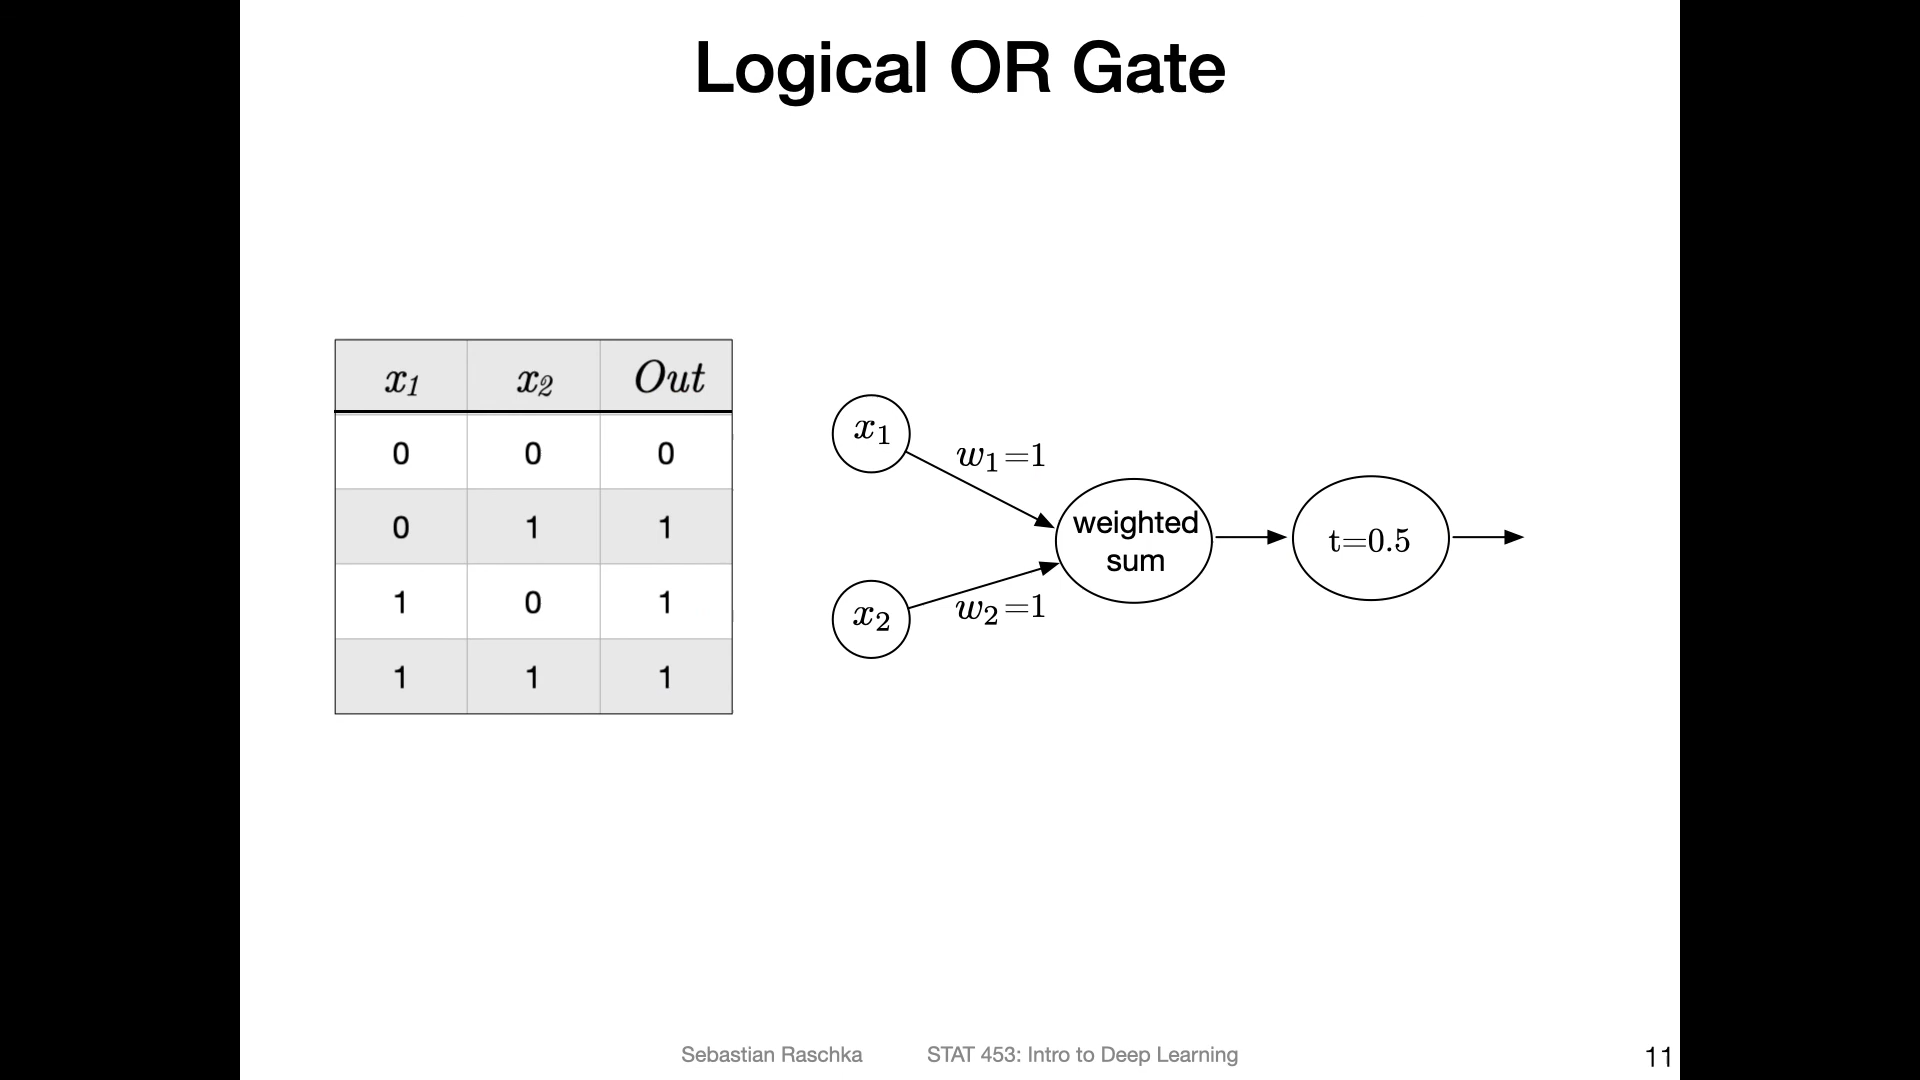 Logical OR Gate
x1 x2 Out
0 0 0
0 1 1
1 0 1
1 1 1
x1
w1=1
weighted
sum
t=0.5
x2
w2=1
Sebastian Raschka STAT 453: Intro to Deep Learning 11